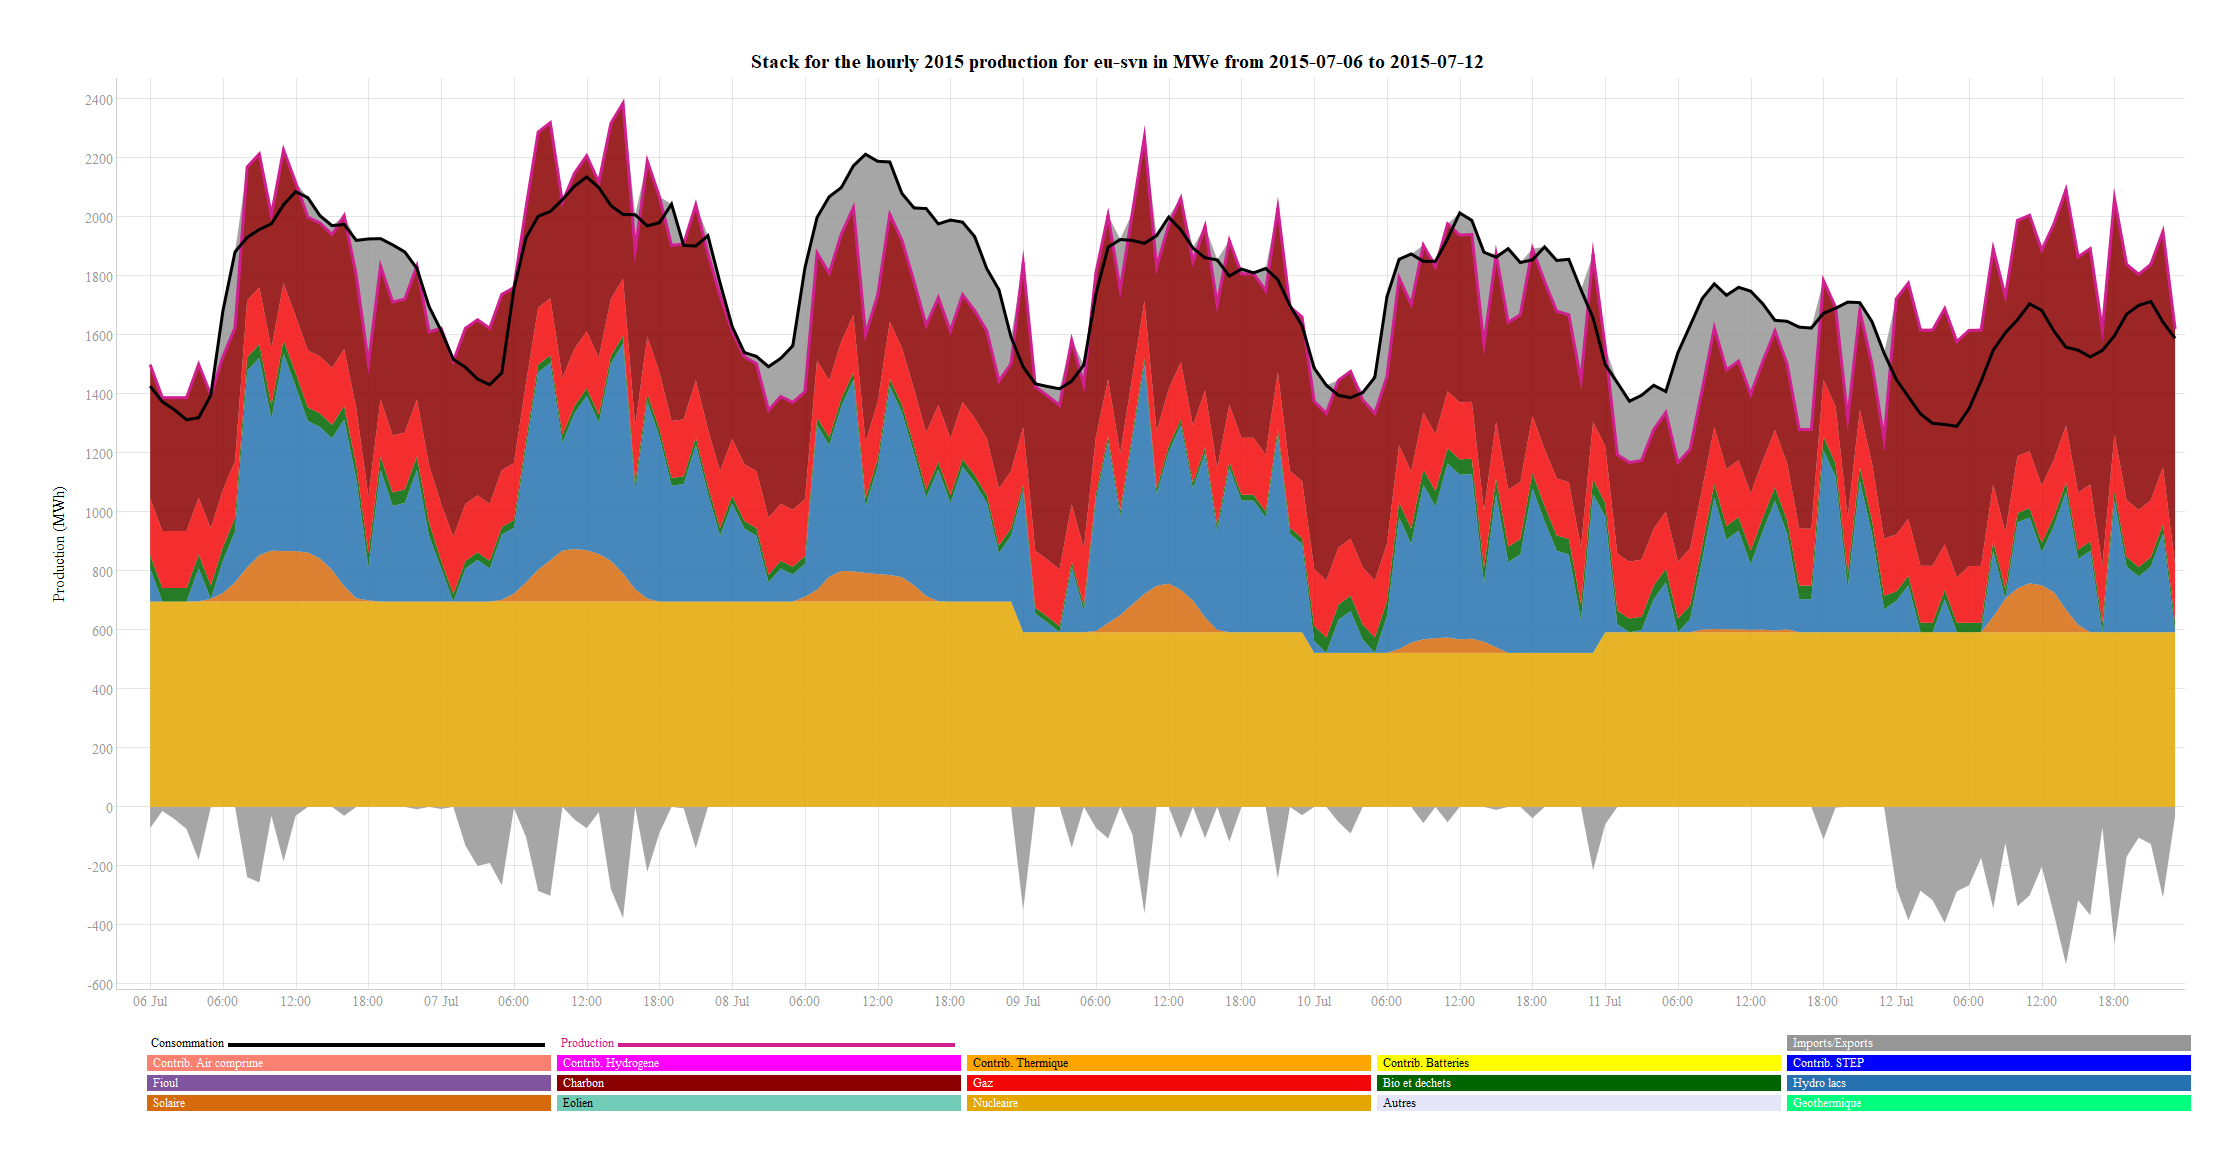 Stack for the hourly 2015 production for eu-svn in MWe from 2015-07-06 to 2015-07-12
Production (MWh)
2400
2200
2000
1800
1600
1400
1200
1000
800
600
400
200
0
-200
-400
-600
06 Jul 06:00 12:00 18:00 07 Jul 06:00 12:00 18:00 08 Jul 06:00 12:00 18:00 09 Jul 06:00 12:00 18:00 10 Jul 06:00 12:00 18:00 11 Jul 06:00 12:00 18:00 12 Jul 06:00 12:00 18:00
Consommation Production Imports/Exports
Contrib. Air comprime Contrib. Hydrogene Contrib. Thermique Contrib. Batteries Contrib. STEP
Fioul Charbon Gaz Bio et dechets Hydro lacs
Solaire Eolien Nucleaire Autres Geothermique